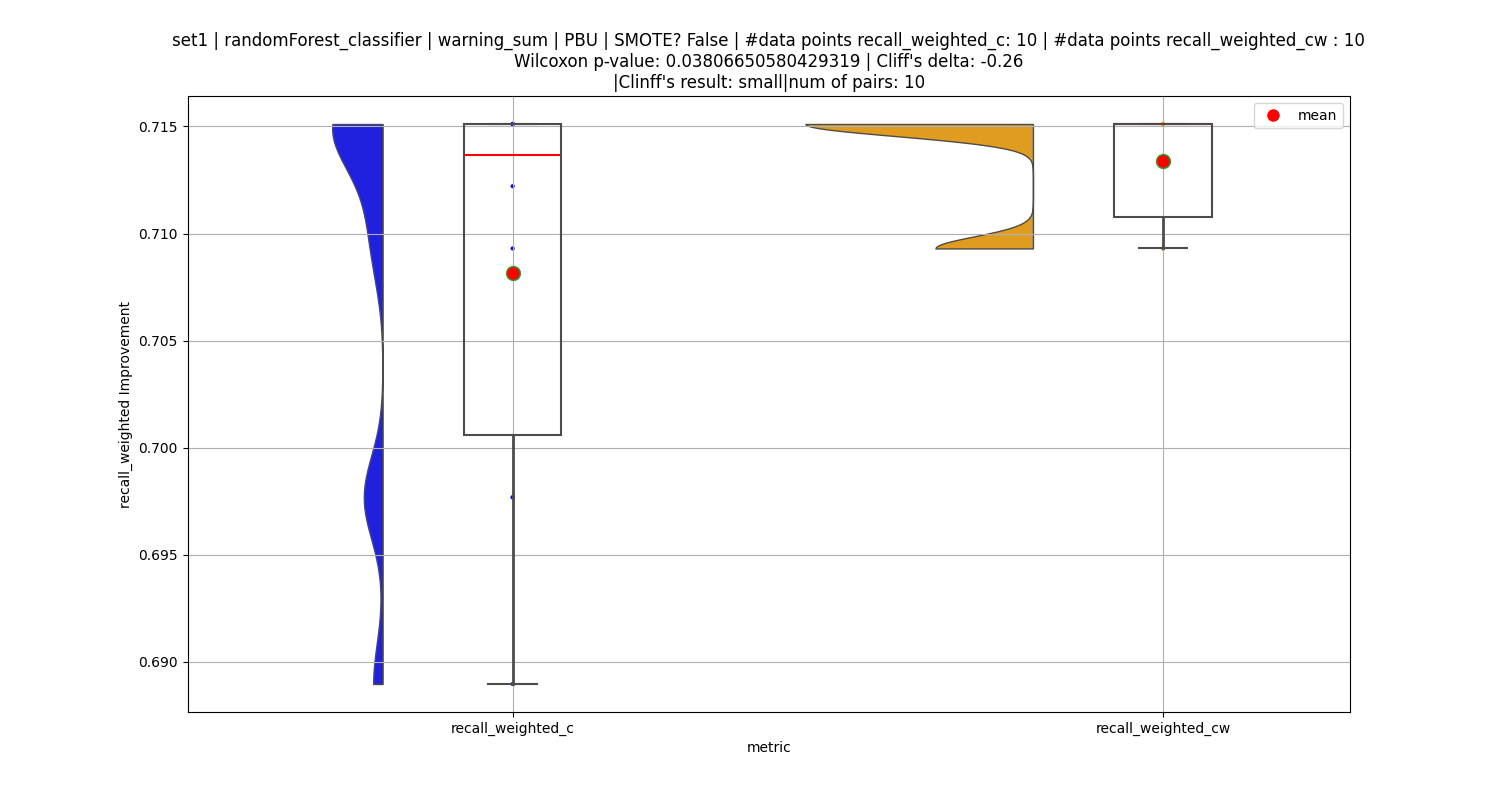 set1 | randomForest_classifier | warning_sum | PBU | SMOTE? False | #data points recall_weighted_c: 10 | #data points recall_weighted_cw : 10
Wilcoxon p-value: 0.03806650580429319 | Cliff's delta: -0.26
|Clinff's result: small|num of pairs: 10
mean
recall_weighted Improvement
0.715
0.710
0.705
0.700
0.695
0.690
recall_weighted_c
recall_weighted_cw
metric